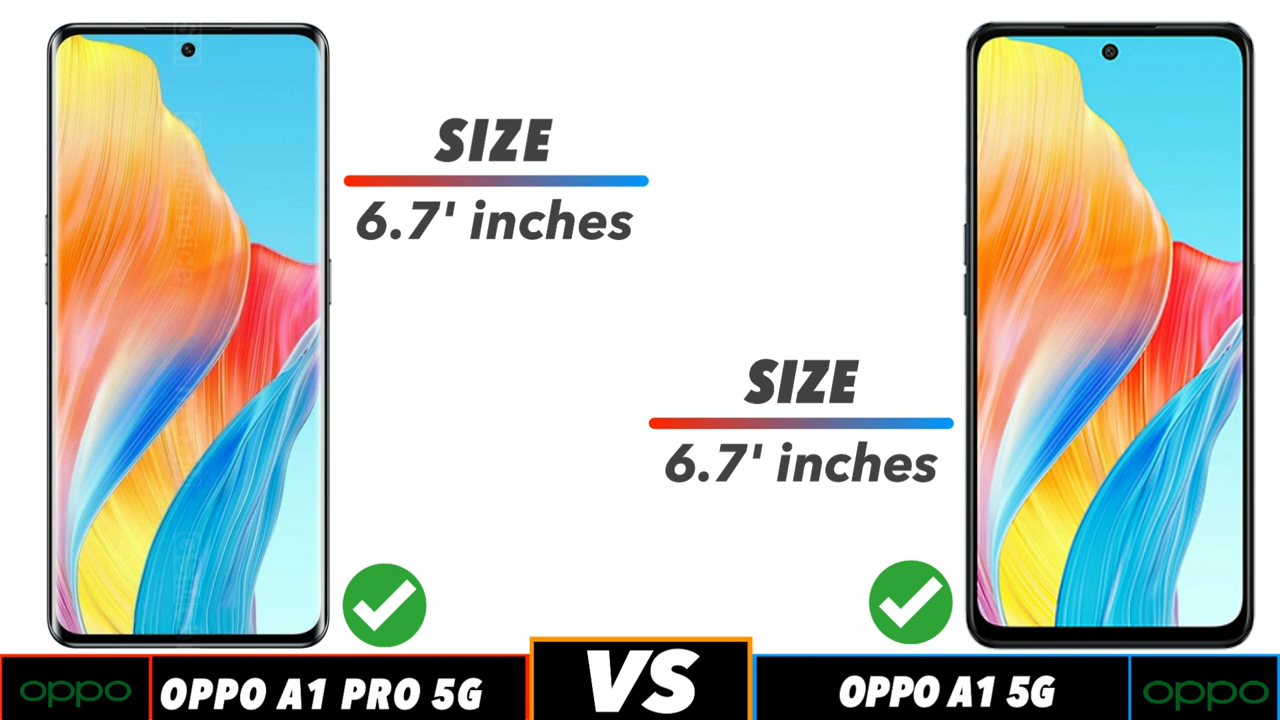 SIZE
6.7' inches
SIZE
6.7' inches
oppo
OPPO A1 PRO 5G
VS
OPPO A1 5G
oppo